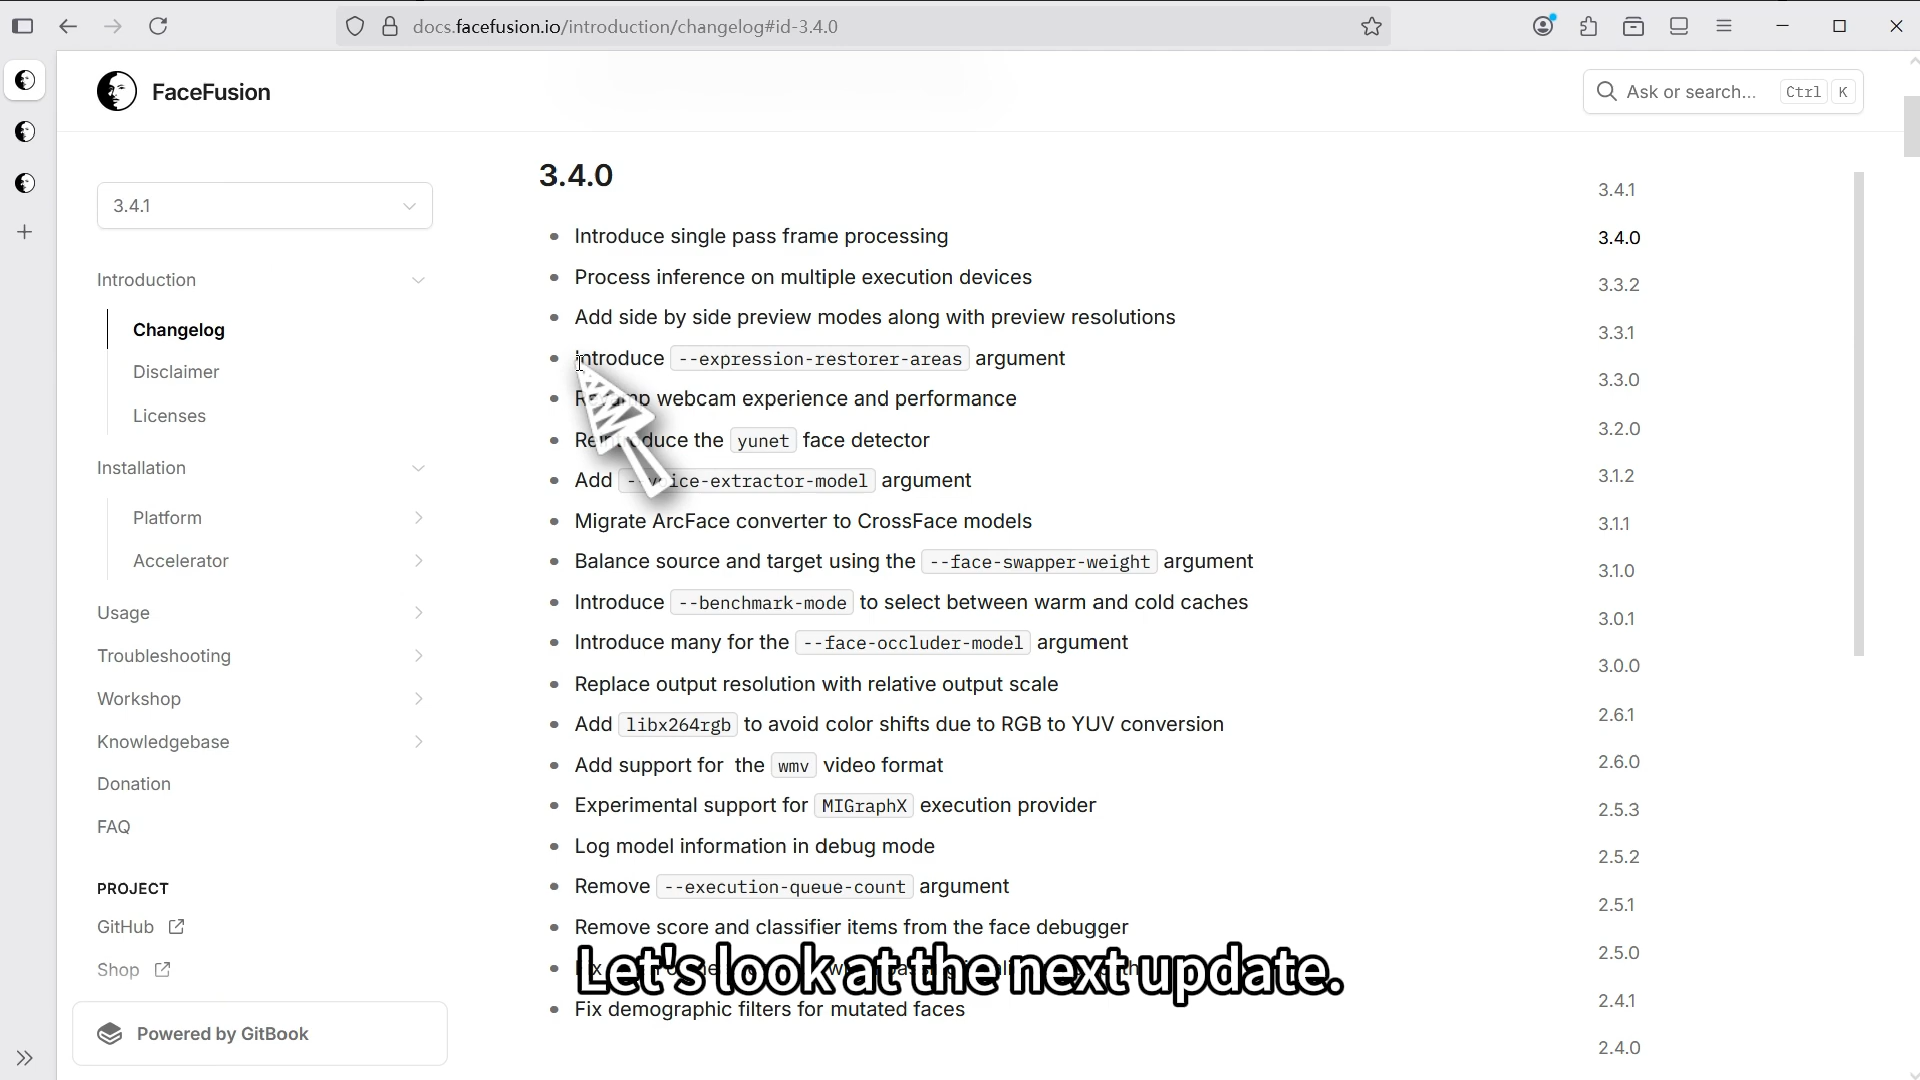 docs.facefusion.io/introduction/changelog#id-3.4.0
FaceFusion
Ask or search... Ctrl K
3.4.1
Introduction
Changelog
Disclaimer
Licenses
Installation
Platform
Accelerator
Usage
Troubleshooting
Workshop
Knowledgebase
Donation
FAQ
PROJECT
GitHub
Shop
Powered by GitBook
3.4.0
Introduce single pass frame processing
Process inference on multiple execution devices
Add side by side preview modes along with preview resolutions
Introduce --expression-restorer-areas argument
Revamp webcam experience and performance
Reintroduce the yunet face detector
Add --voice-extractor-model argument
Migrate ArcFace converter to CrossFace models
Balance source and target using the --face-swapper-weight argument
Introduce --benchmark-mode to select between warm and cold caches
Introduce many for the --face-occluder-model argument
Replace output resolution with relative output scale
Add libx264rgb to avoid color shifts due to RGB to YUV conversion
Add support for the wmv video format
Experimental support for MIGraphX execution provider
Log model information in debug mode
Remove --execution-queue-count argument
Remove score and classifier items from the face debugger
Let's look at the next update.
Fix demographic filters for mutated faces
3.4.1
3.4.0
3.3.2
3.3.1
3.3.0
3.2.0
3.1.2
3.1.1
3.1.0
3.0.1
3.0.0
2.6.1
2.6.0
2.5.3
2.5.2
2.5.1
2.5.0
2.4.1
2.4.0